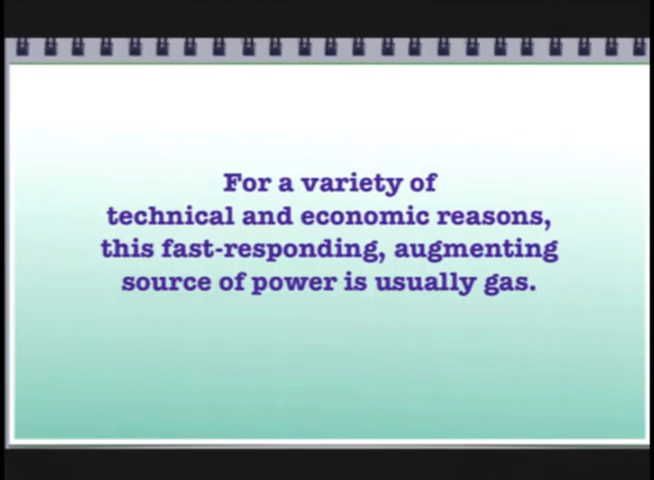 For a variety of
technical and economic reasons,
this fast-responding, augmenting
source of power is usually gas.